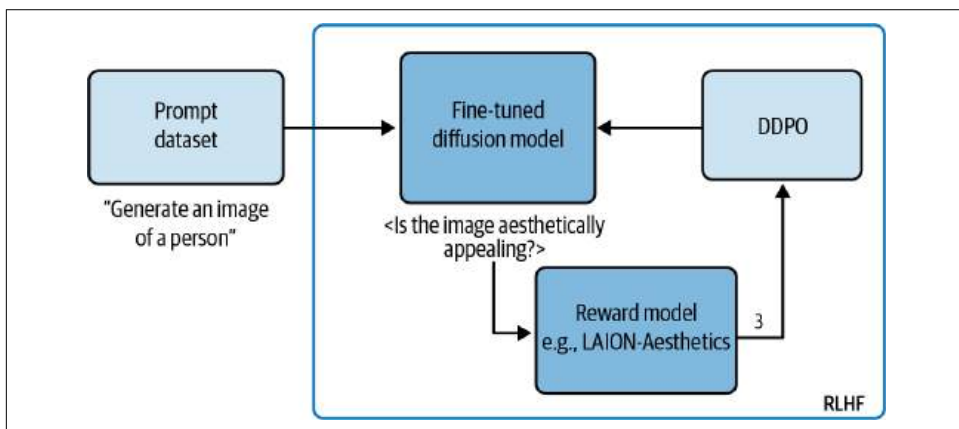 Prompt
dataset
"Generate an image
of a person"
Fine-tuned
diffusion model
<Is the image aesthetically
appealing?>
DDPO
Reward model
e.g., LAION-Aesthetics
3
RLHF